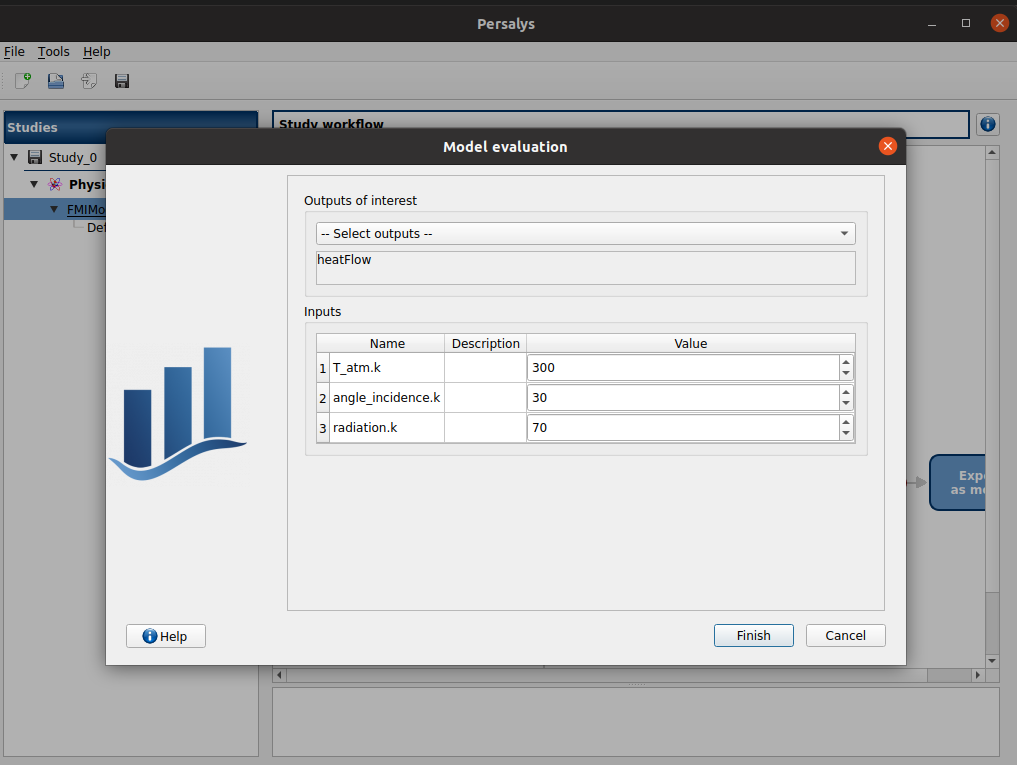 Persalys
File Tools Help
Studies
Study workflow
Study_0
Physi
FMIMo
Def
Model evaluation
Outputs of interest
-- Select outputs --
heatFlow
Inputs
Name Description Value
1 T_atm.k 300
2 angle_incidence.k 30
3 radiation.k 70
Expo
as mo
Help
Finish
Cancel